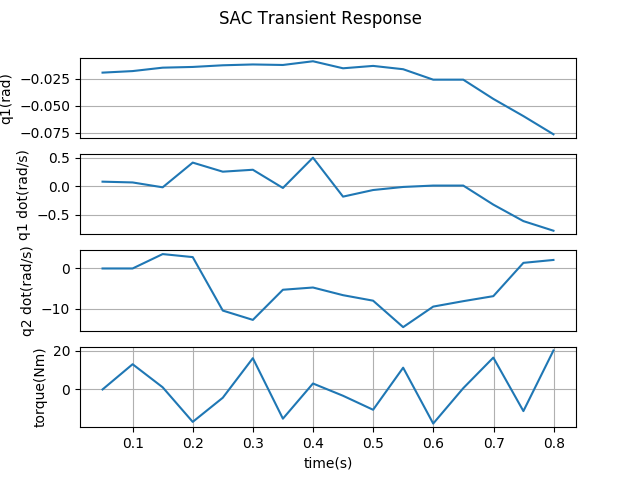 SAC Transient Response
q1(rad)
−0.025
−0.050
−0.075
q1 dot(rad/s)
0.5
0.0
−0.5
q2 dot(rad/s)
0
−10
torque(Nm)
20
0
0.1 0.2 0.3 0.4 0.5 0.6 0.7 0.8
time(s)